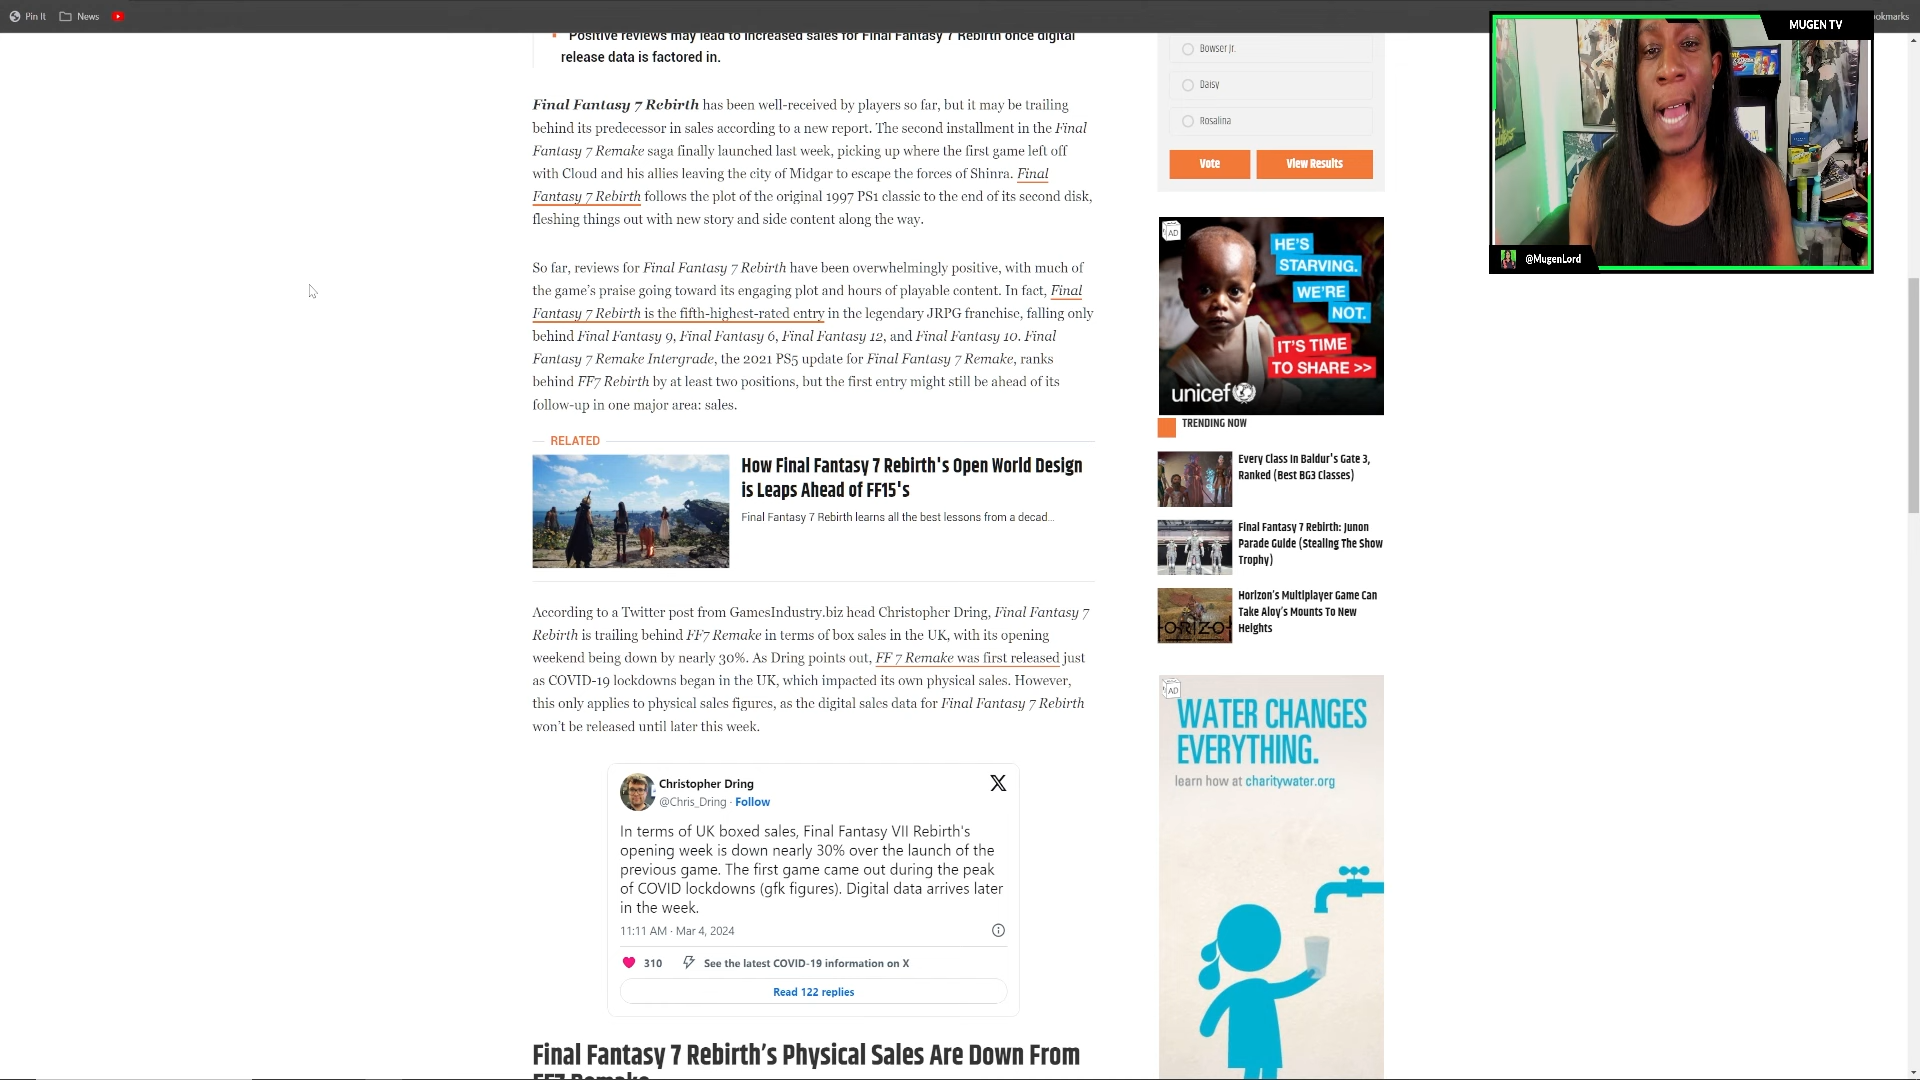 Pin It
News
okmarks
Positive reviews may lead to increased sales for Final Fantasy 7 Rebirth once digital
release data is factored in.
Final Fantasy 7 Rebirth has been well-received by players so far, but it may be trailing
behind its predecessor in sales according to a new report. The second installment in the Final
Fantasy 7 Remake saga finally launched last week, picking up where the first game left off
with Cloud and his allies leaving the city of Midgar to escape the forces of Shinra. Final
Fantasy 7 Rebirth follows the plot of the original 1997 PS1 classic to the end of its second disk,
fleshing things out with new story and side content along the way.
So far, reviews for Final Fantasy 7 Rebirth have been overwhelmingly positive, with much of
the game's praise going toward its engaging plot and hours of playable content. In fact, Final
Fantasy 7 Rebirth is the fifth-highest-rated entry in the legendary JRPG franchise, falling only
behind Final Fantasy 9, Final Fantasy 6, Final Fantasy 12, and Final Fantasy 10. Final
Fantasy 7 Remake Intergrade, the 2021 PS5 update for Final Fantasy 7 Remake, ranks
behind FF7 Rebirth by at least two positions, but the first entry might still be ahead of its
follow-up in one major area: sales.
RELATED
How Final Fantasy 7 Rebirth's Open World Design
is Leaps Ahead of FF15's
Final Fantasy 7 Rebirth learns all the best lessons from a decad...
According to a Twitter post from GamesIndustry.biz head Christopher Dring, Final Fantasy 7
Rebirth is trailing behind FF7 Remake in terms of box sales in the UK, with its opening
weekend being down by nearly 30%. As Dring points out, FF 7 Remake was first released just
as COVID-19 lockdowns began in the UK, which impacted its own physical sales. However,
this only applies to physical sales figures, as the digital sales data for Final Fantasy 7 Rebirth
won't be released until later this week.
Christopher Dring
@Chris_Dring · Follow
In terms of UK boxed sales, Final Fantasy VII Rebirth's
opening week is down nearly 30% over the launch of the
previous game. The first game came out during the peak
of COVID lockdowns (gfk figures). Digital data arrives later
in the week.
11:11 AM · Mar 4, 2024
310
See the latest COVID-19 information on X
Read 122 replies
Final Fantasy 7 Rebirth's Physical Sales Are Down From
FF7 Remake
Bowser Jr.
Daisy
Rosalina
Vote
View Results
AD
HE'S
STARVING.
WE'RE
NOT.
IT'S TIME
TO SHARE >>
unicef
TRENDING NOW
Every Class In Baldur's Gate 3,
Ranked (Best BG3 Classes)
Final Fantasy 7 Rebirth: Junon
Parade Guide (Stealing The Show
Trophy)
Horizon's Multiplayer Game Can
Take Aloy's Mounts To New
Heights
AD
WATER CHANGES
EVERYTHING.
learn how at charitywater.org
MUGEN TV
@MugenLord